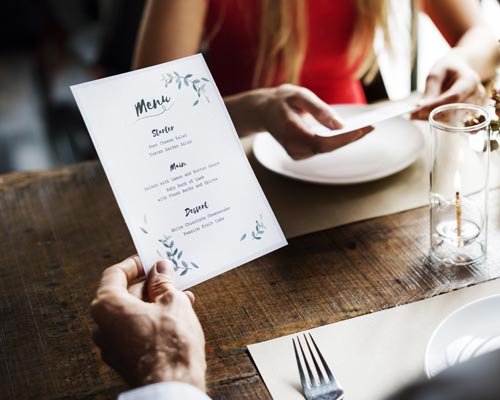 Menu
Starter
Goat Cheese Salad
Tuscan Garden Salad
Main
Salmon with Lemon and Butter Sauce
Baby Rack of Lamb
with Fresh Herbs and Spices
Dessert
White Chocolate Cheesecake
Passion Fruit Cake